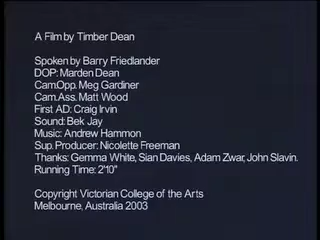 A Film by Timber Dean
Spoken by Barry Friedlander
DOP: Marden Dean
Cam.Opp. Meg Gardiner
Cam.Ass. Matt Wood
First AD: Craig Irvin
Sound: Bek Jay
Music: Andrew Hammon
Sup. Producer: Nicolette Freeman
Thanks: Gemma White, Sian Davies, Adam Zwar, John Slavin.
Running Time: 2'10"
Copyright Victorian College of the Arts
Melbourne, Australia 2003